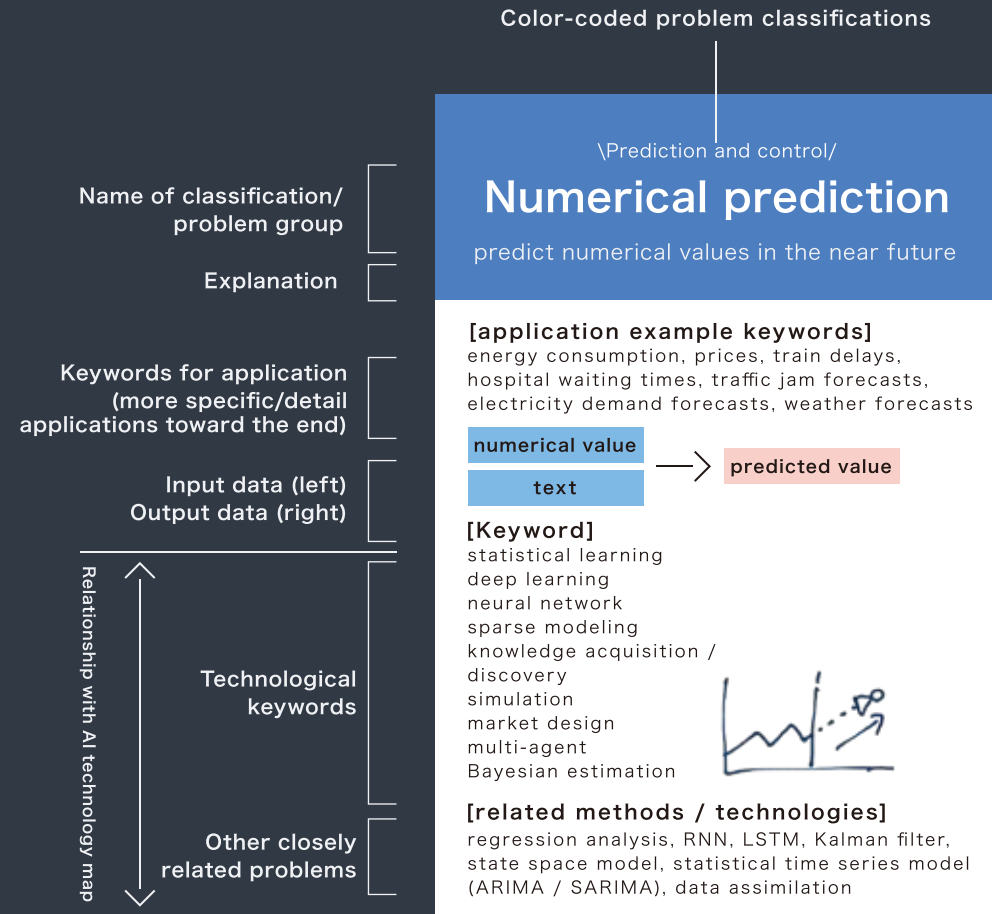 Color-coded problem classifications
\Prediction and control/
Numerical prediction
predict numerical values in the near future
Name of classification/
problem group
Explanation
Keywords for application
(more specific/detail
applications toward the end)
Input data (left)
Output data (right)
Relationship with AI technology map
Technological
keywords
Other closely
related problems
[application example keywords]
energy consumption, prices, train delays,
hospital waiting times, traffic jam forecasts,
electricity demand forecasts, weather forecasts
numerical value
text
predicted value
[Keyword]
statistical learning
deep learning
neural network
sparse modeling
knowledge acquisition /
discovery
simulation
market design
multi-agent
Bayesian estimation
[related methods / technologies]
regression analysis, RNN, LSTM, Kalman filter,
state space model, statistical time series model
(ARIMA / SARIMA), data assimilation